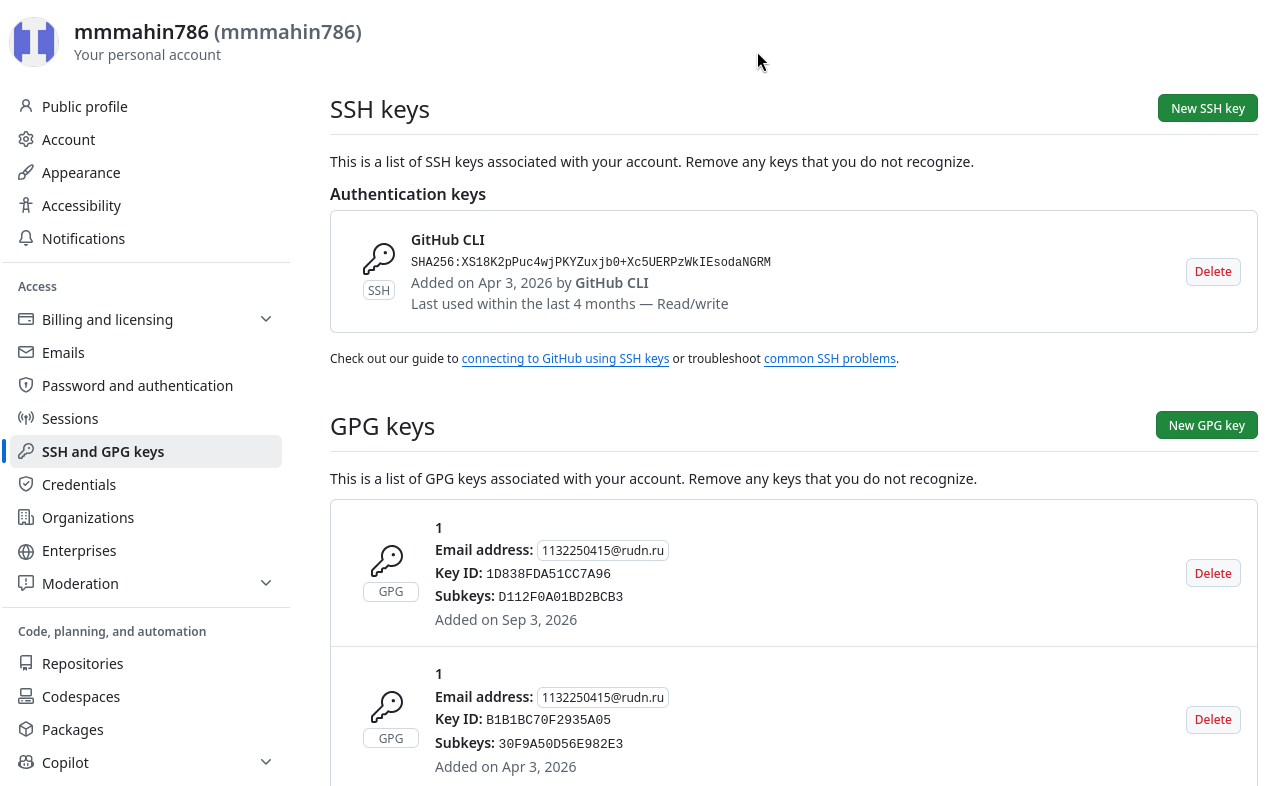 mmmahin786 (mmmahin786)
Your personal account
Public profile
Account
Appearance
Accessibility
Notifications
Access
Billing and licensing
Emails
Password and authentication
Sessions
SSH and GPG keys
Credentials
Organizations
Enterprises
Moderation
Code, planning, and automation
Repositories
Codespaces
Packages
Copilot
SSH keys
New SSH key
This is a list of SSH keys associated with your account. Remove any keys that you do not recognize.
Authentication keys
GitHub CLI
SHA256:XS18K2pPuc4wjPKYZuxjb0+Xc5UERPzWkIEsodaNGRM
Added on Apr 3, 2026 by GitHub CLI
Last used within the last 4 months — Read/write
SSH
Delete
Check out our guide to connecting to GitHub using SSH keys or troubleshoot common SSH problems.
GPG keys
New GPG key
This is a list of GPG keys associated with your account. Remove any keys that you do not recognize.
1
Email address: 1132250415@rudn.ru
Key ID: 1D838FDA51CC7A96
Subkeys: D112F0A01BD2BCB3
Added on Sep 3, 2026
GPG
Delete
1
Email address: 1132250415@rudn.ru
Key ID: B1B1BC70F2935A05
Subkeys: 30F9A50D56E982E3
Added on Apr 3, 2026
GPG
Delete